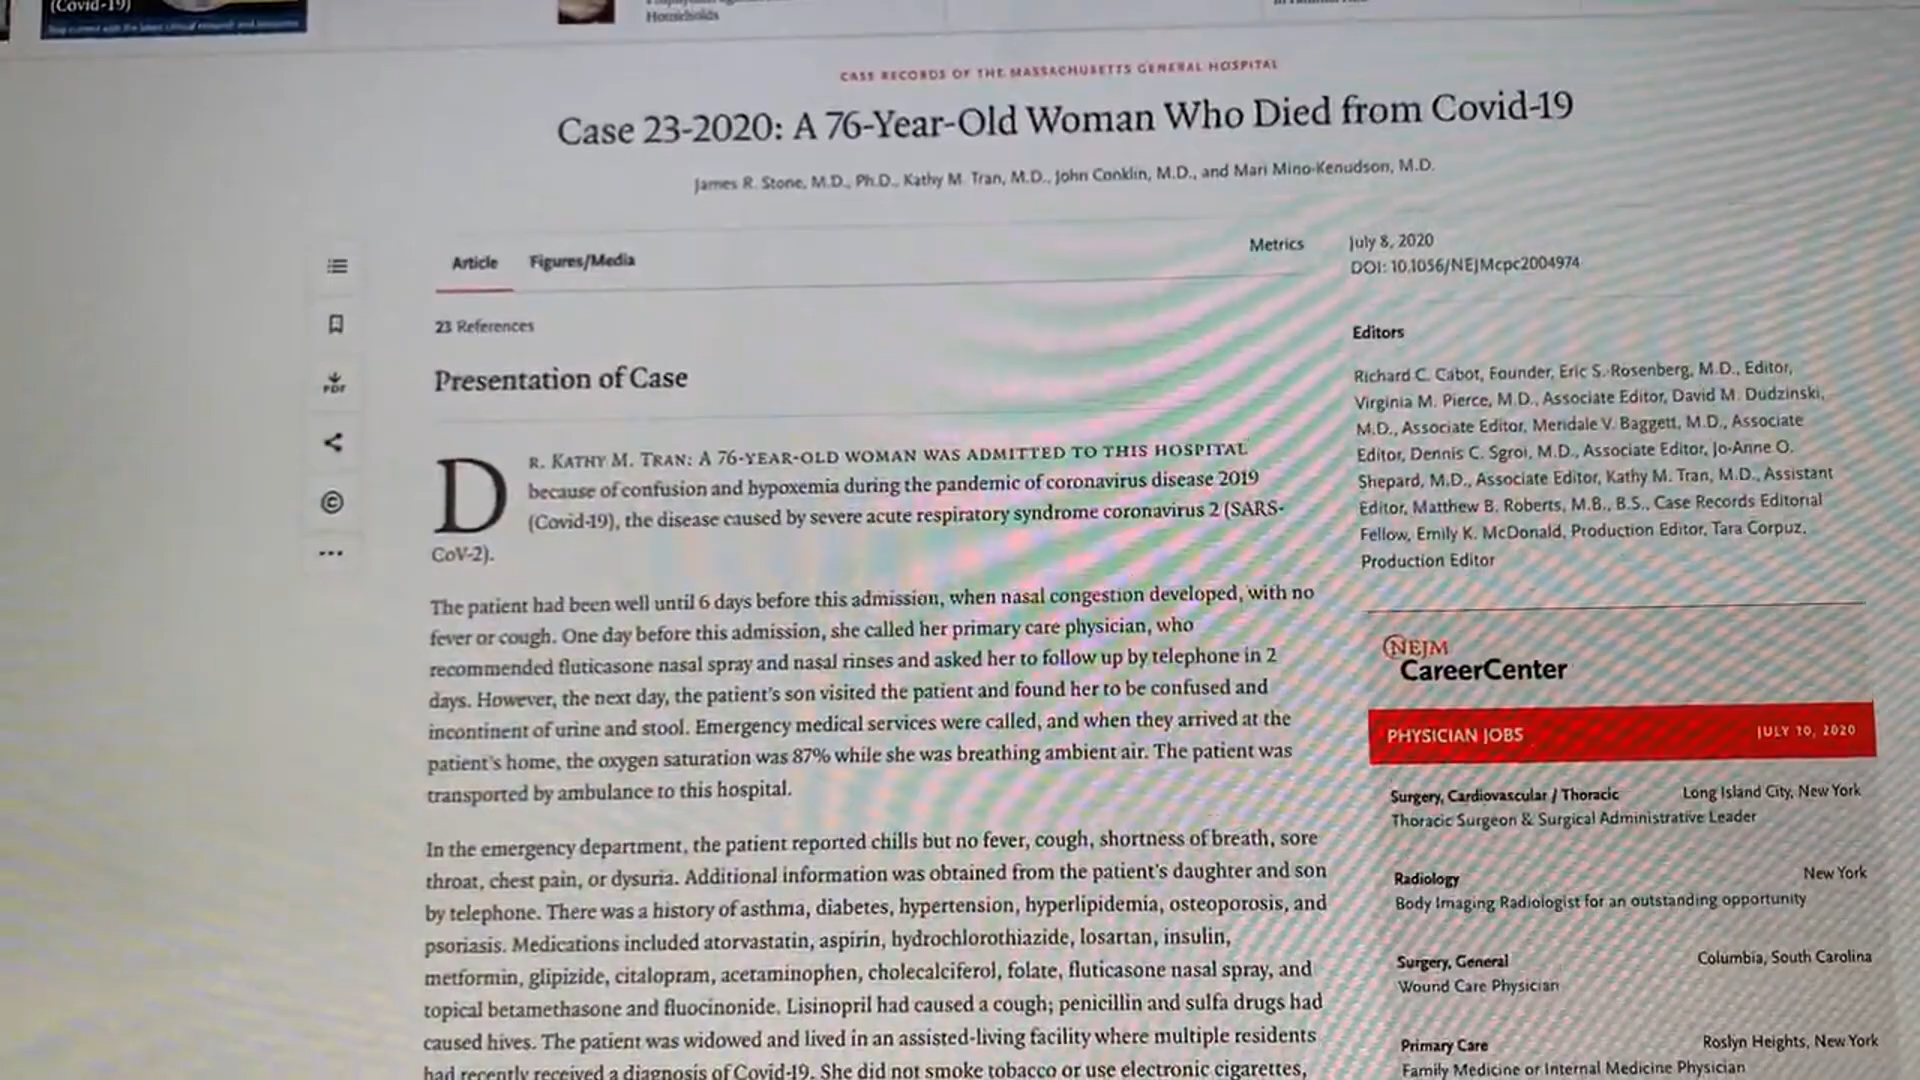 (Covid-19)
Households
CASE RECORDS OF THE MASSACHUSETTS GENERAL HOSPITAL
Case 23-2020: A 76-Year-Old Woman Who Died from Covid-19
James R. Stone, M.D., Ph.D., Kathy M. Tran, M.D., John Conklin, M.D., and Mari Mino-Kenudson, M.D.
Article Figures/Media Metrics
23 References
Presentation of Case
DR. KATHY M. TRAN: A 76-YEAR-OLD WOMAN WAS ADMITTED TO THIS HOSPITAL
because of confusion and hypoxemia during the pandemic of coronavirus disease 2019
(Covid-19), the disease caused by severe acute respiratory syndrome coronavirus 2 (SARS-
CoV-2).
The patient had been well until 6 days before this admission, when nasal congestion developed, with no
fever or cough. One day before this admission, she called her primary care physician, who
recommended fluticasone nasal spray and nasal rinses and asked her to follow up by telephone in 2
days. However, the next day, the patient's son visited the patient and found her to be confused and
incontinent of urine and stool. Emergency medical services were called, and when they arrived at the
patient's home, the oxygen saturation was 87% while she was breathing ambient air. The patient was
transported by ambulance to this hospital.
In the emergency department, the patient reported chills but no fever, cough, shortness of breath, sore
throat, chest pain, or dysuria. Additional information was obtained from the patient's daughter and son
by telephone. There was a history of asthma, diabetes, hypertension, hyperlipidemia, osteoporosis, and
psoriasis. Medications included atorvastatin, aspirin, hydrochlorothiazide, losartan, insulin,
metformin, glipizide, citalopram, acetaminophen, cholecalciferol, folate, fluticasone nasal spray, and
topical betamethasone and fluocinonide. Lisinopril had caused a cough; penicillin and sulfa drugs had
caused hives. The patient was widowed and lived in an assisted-living facility where multiple residents
had recently received a diagnosis of Covid-19. She did not smoke tobacco or use electronic cigarettes,
PDF
July 8, 2020
DOI: 10.1056/NEJMcpc2004974
Editors
Richard C. Cabot, Founder, Eric S. Rosenberg, M.D., Editor,
Virginia M. Pierce, M.D., Associate Editor, David M. Dudzinski,
M.D., Associate Editor, Meridale V. Baggett, M.D., Associate
Editor, Dennis C. Sgroi, M.D., Associate Editor, Jo-Anne O.
Shepard, M.D., Associate Editor, Kathy M. Tran, M.D., Assistant
Editor, Matthew B. Roberts, M.B., B.S., Case Records Editorial
Fellow, Emily K. McDonald, Production Editor, Tara Corpuz,
Production Editor
NEJM
CareerCenter
PHYSICIAN JOBS JULY 10, 2020
Surgery, Cardiovascular / Thoracic Long Island City, New York
Thoracic Surgeon & Surgical Administrative Leader
Radiology New York
Body Imaging Radiologist for an outstanding opportunity
Surgery, General Columbia, South Carolina
Wound Care Physician
Primary Care Roslyn Heights, New York
Family Medicine or Internal Medicine Physician